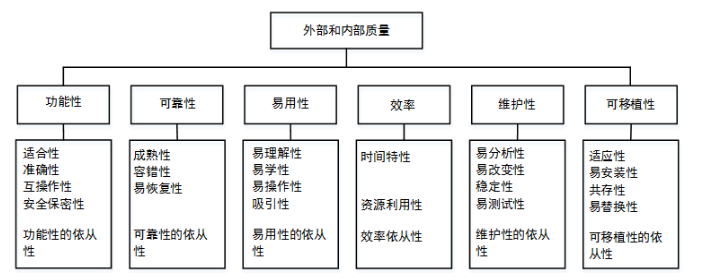 外部和内部质量
功能性
可靠性
易用性
效率
维护性
可移植性
适合性
准确性
互操作性
安全保密性
功能性的依从
性
成熟性
容错性
易恢复性
可靠性的依从
性
易理解性
易学性
易操作性
吸引性
易用性的依从
性
时间特性
资源利用性
效率依从性
易分析性
易改变性
稳定性
易测试性
维护性的依从
性
适应性
易安装性
共存性
易替换性
可移植性的依
从性